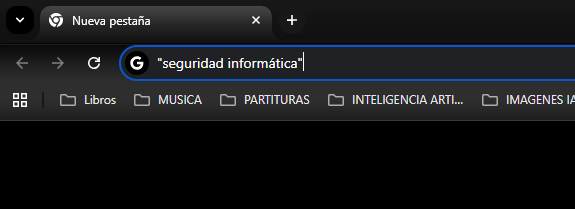 Nueva pestaña
"seguridad informática"
Libros MUSICA PARTITURAS INTELIGENCIA ARTI... IMAGENES IA